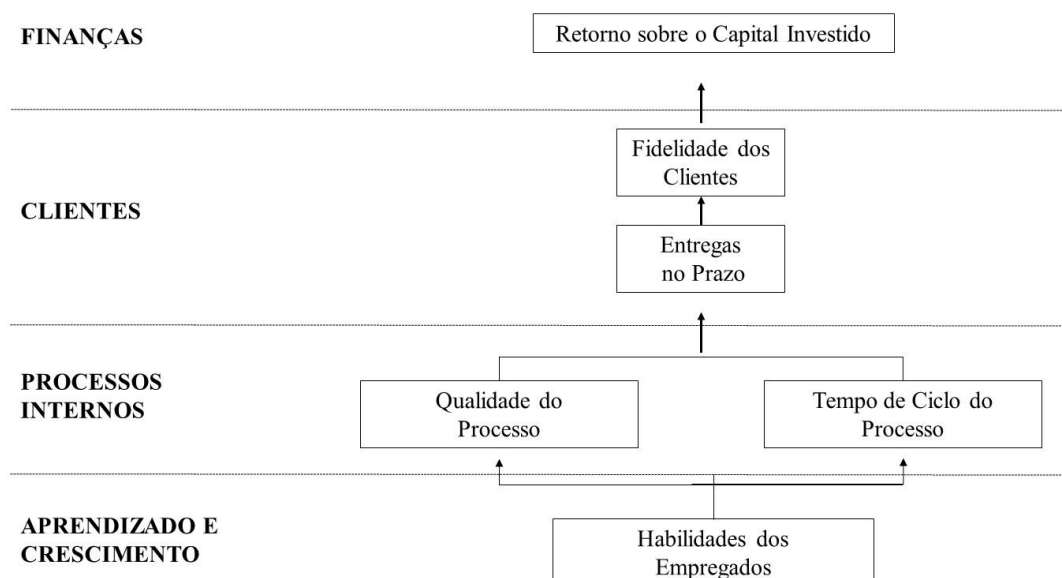 FINANÇAS
Retorno sobre o Capital Investido
CLIENTES
Fidelidade dos
Clientes
Entregas
no Prazo
PROCESSOS
INTERNOS
Qualidade do
Processo
Tempo de Ciclo do
Processo
APRENDIZADO E
CRESCIMENTO
Habilidades dos
Empregados